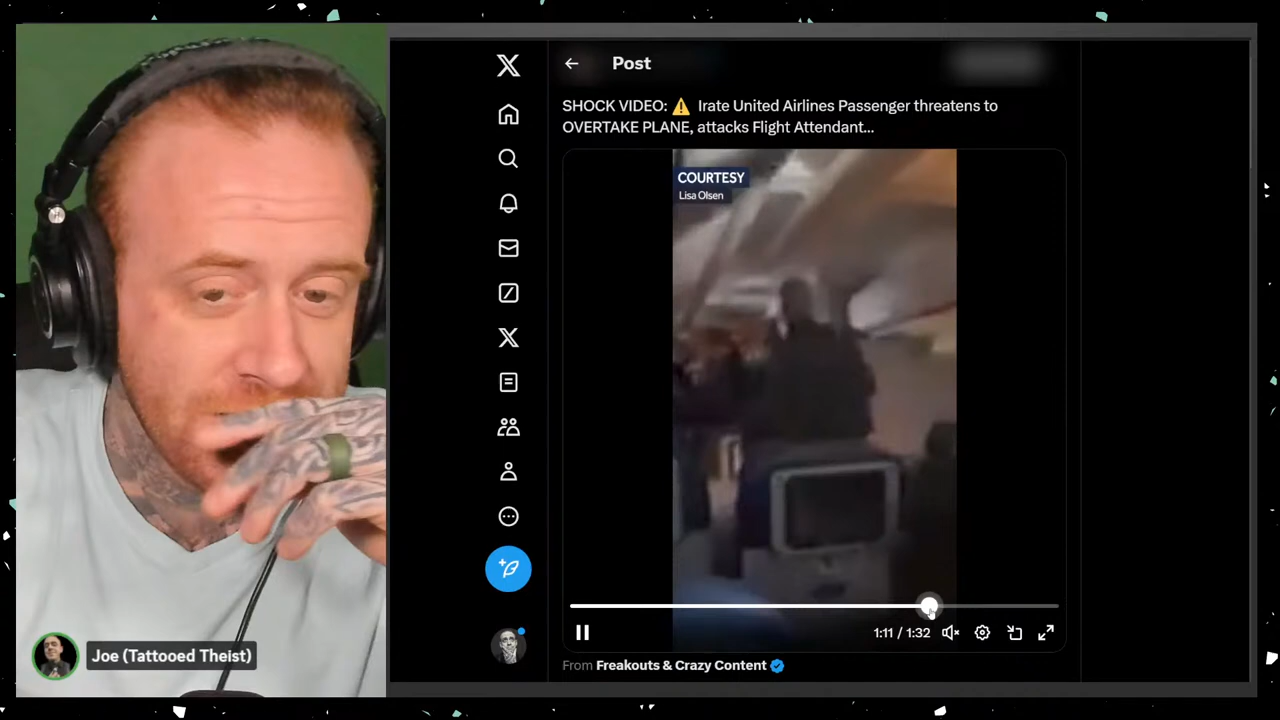 Post
SHOCK VIDEO: ⚠️ Irate United Airlines Passenger threatens to
OVERTAKE PLANE, attacks Flight Attendant...
COURTESY
Lisa Olsen
1:11 / 1:32
From Freakouts & Crazy Content
Joe (Tattooed Theist)